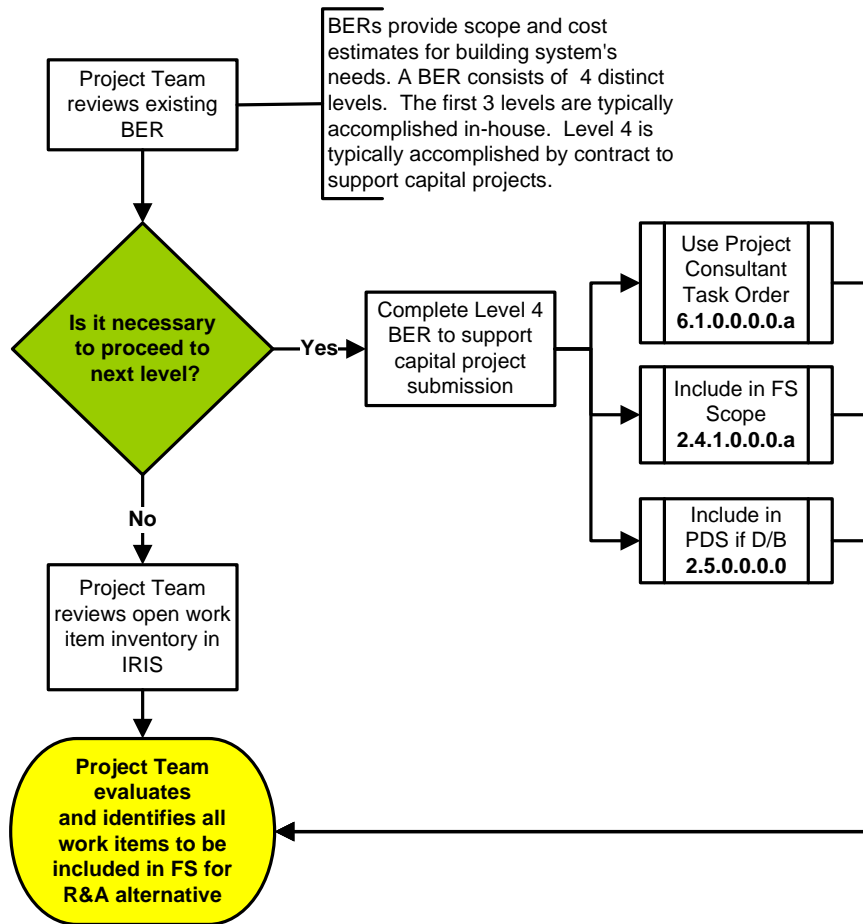 Project Team
reviews existing
BER
BERs provide scope and cost
estimates for building system's
needs. A BER consists of 4 distinct
levels. The first 3 levels are typically
accomplished in-house. Level 4 is
typically accomplished by contract to
support capital projects.
Is it necessary
to proceed to
next level?
Yes
Complete Level 4
BER to support
capital project
submission
Use Project
Consultant
Task Order
6.1.0.0.0.0.a
Include in FS
Scope
2.4.1.0.0.0.a
Include in
PDS if D/B
2.5.0.0.0.0
No
Project Team
reviews open work
item inventory in
IRIS
Project Team
evaluates
and identifies all
work items to be
included in FS for
R&A alternative